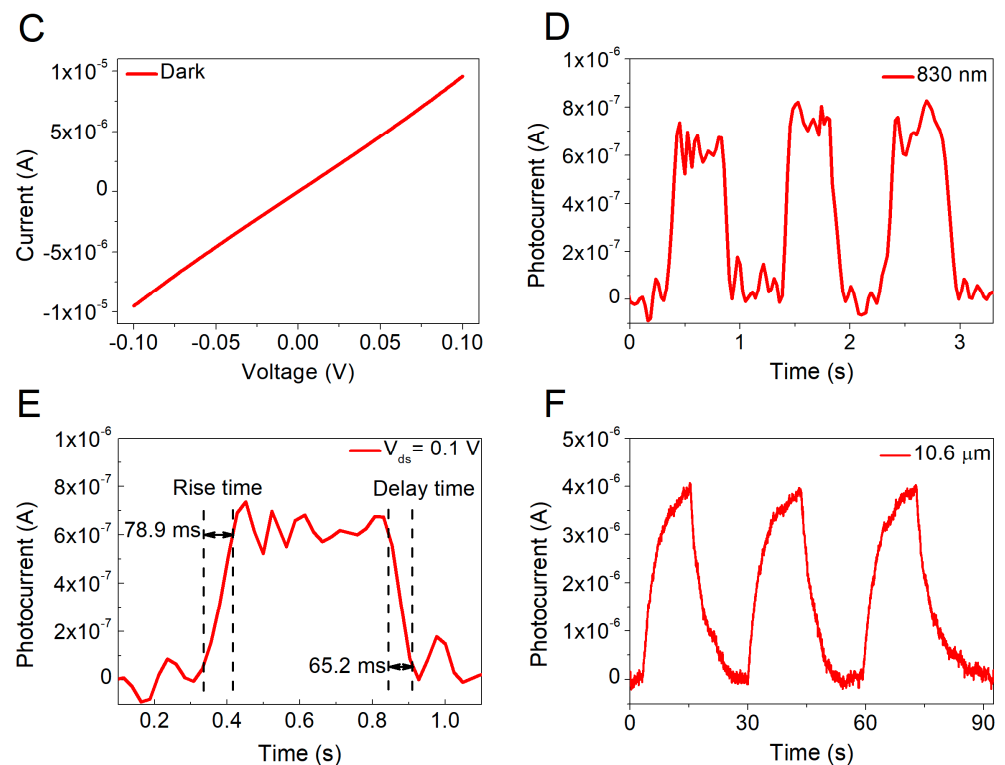 C
Dark
1x10⁻⁵
5x10⁻⁶
0
-5x10⁻⁶
-1x10⁻⁵
Current (A)
-0.10 -0.05 0.00 0.05 0.10
Voltage (V)
D
830 nm
1x10⁻⁶
8x10⁻⁷
6x10⁻⁷
4x10⁻⁷
2x10⁻⁷
0
Photocurrent (A)
0 1 2 3
Time (s)
E
V_ds= 0.1 V
Rise time
Delay time
78.9 ms
65.2 ms
1x10⁻⁶
8x10⁻⁷
6x10⁻⁷
4x10⁻⁷
2x10⁻⁷
0
Photocurrent (A)
0.2 0.4 0.6 0.8 1.0
Time (s)
F
10.6 μm
5x10⁻⁶
4x10⁻⁶
3x10⁻⁶
2x10⁻⁶
1x10⁻⁶
0
Photocurrent (A)
0 30 60 90
Time (s)